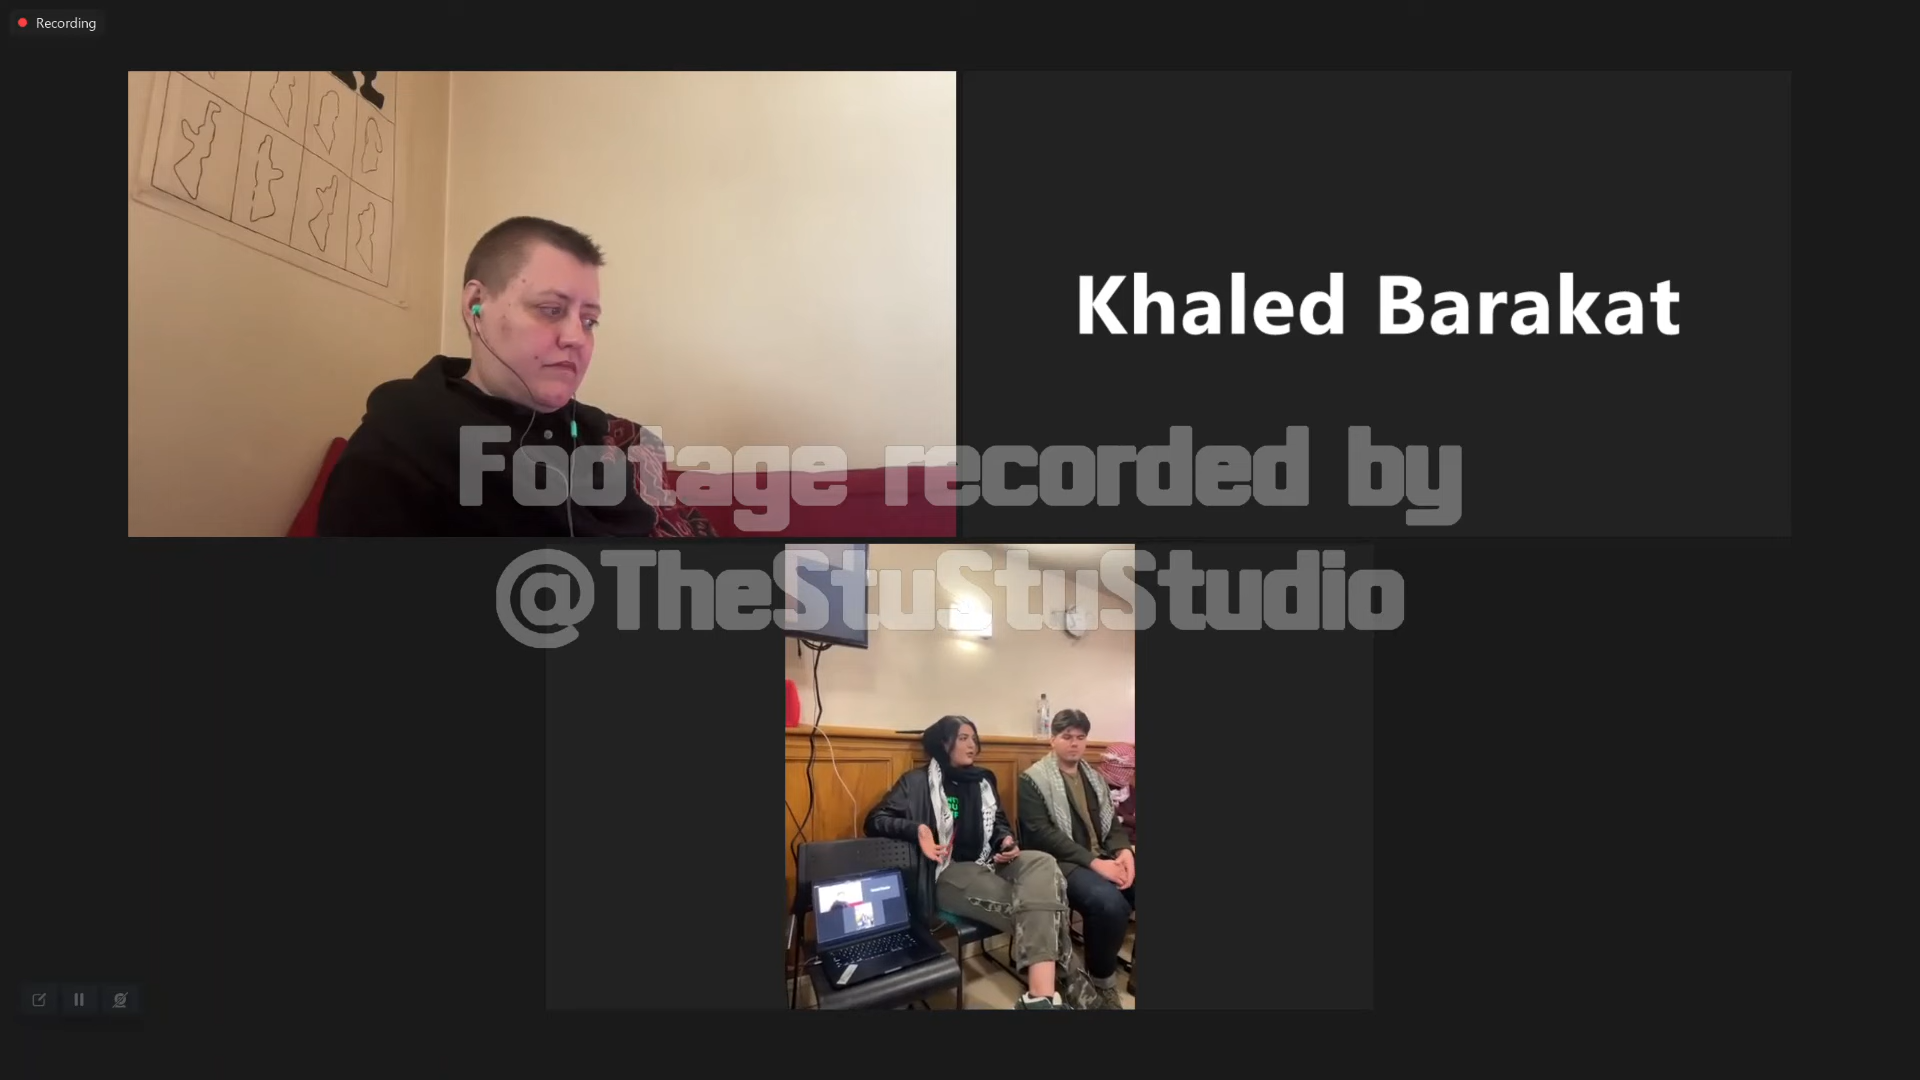 Recording
Khaled Barakat
Footage recorded by
@TheStuStuStudio